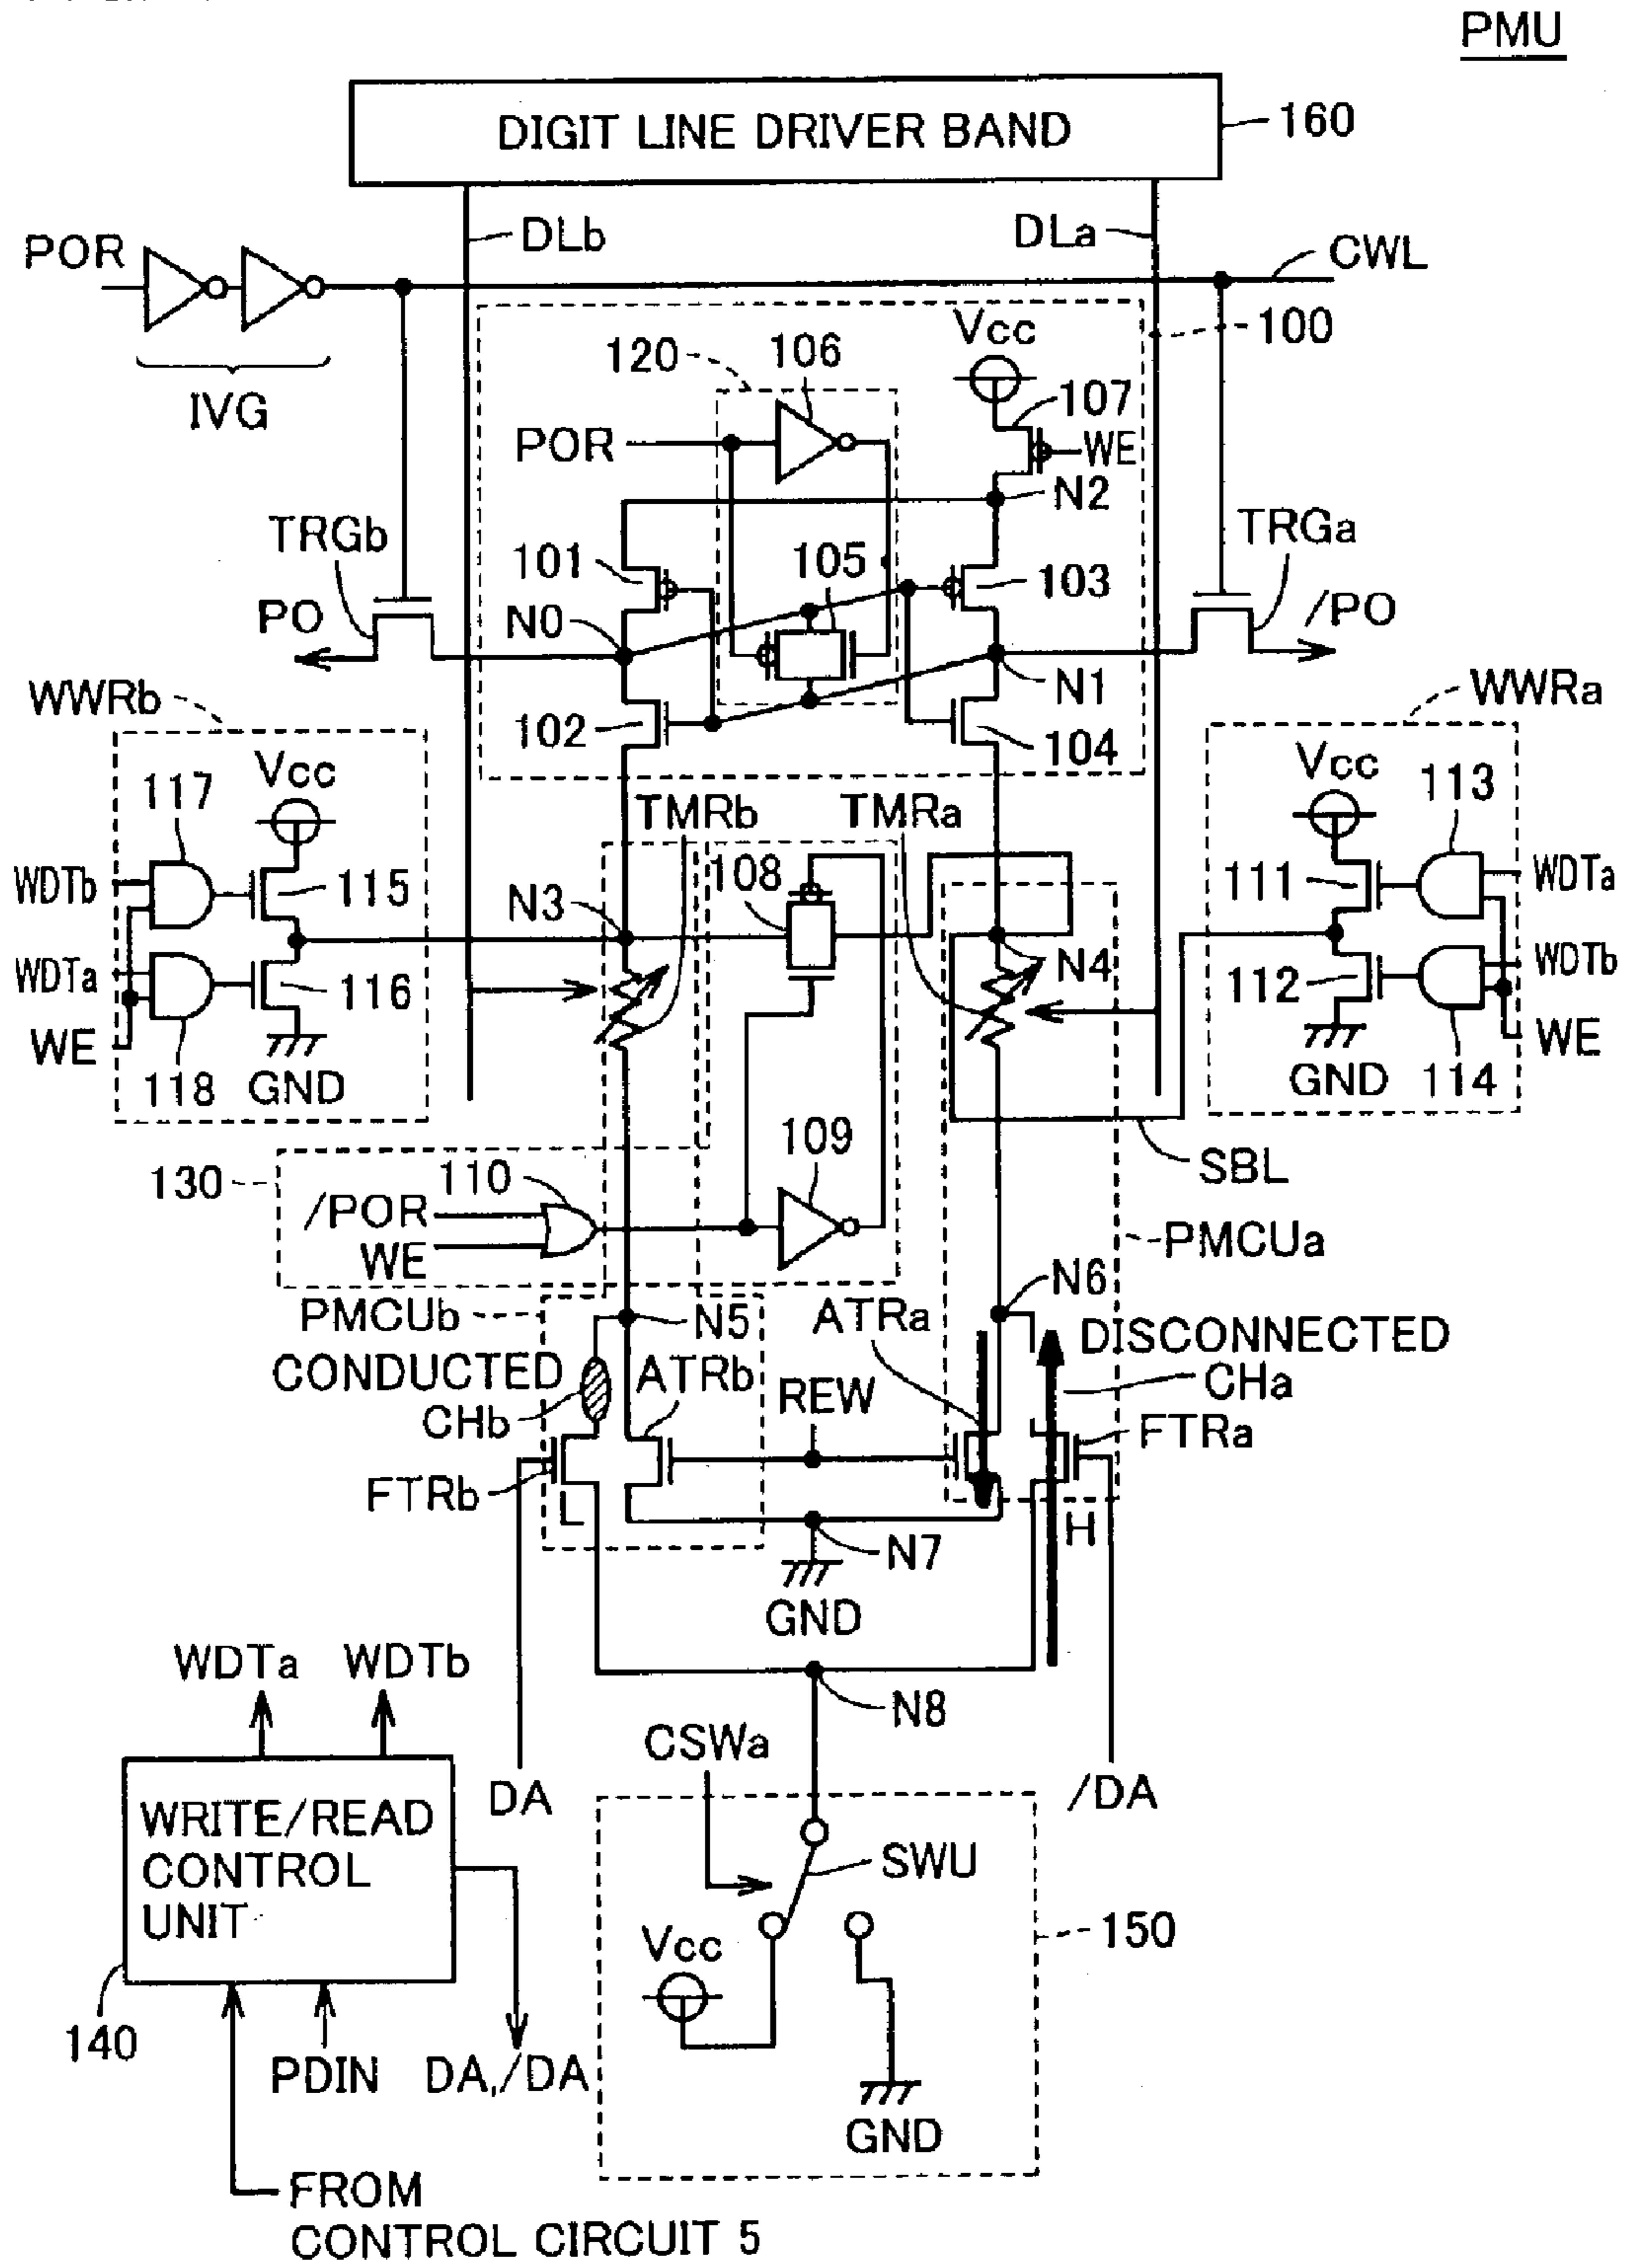 PMU
DIGIT LINE DRIVER BAND
160
DLb
DLa
POR
CWL
IVG
Vcc
100
120
106
107
POR
WE
N2
TRGb
TRGa
101
105
103
PO
N0
/PO
N1
WWRb
WWRa
102
104
117
Vcc
Vcc
113
TMRb
TMRa
WDTb
115
108
111
WDTa
N3
WDTa
116
N4
112
WDTb
WE
WE
118
GND
GND
114
109
SBL
130
110
/POR
WE
PMCUa
N6
PMCUb
N5
ATRa
DISCONNECTED
CONDUCTED
ATRb
REW
CHa
CHb
FTRa
FTRb
L
H
N7
GND
WDTa
WDTb
N8
CSWa
DA
/DA
WRITE/READ
CONTROL
UNIT
SWU
Vcc
150
140
PDIN
DA,/DA
GND
FROM
CONTROL CIRCUIT 5